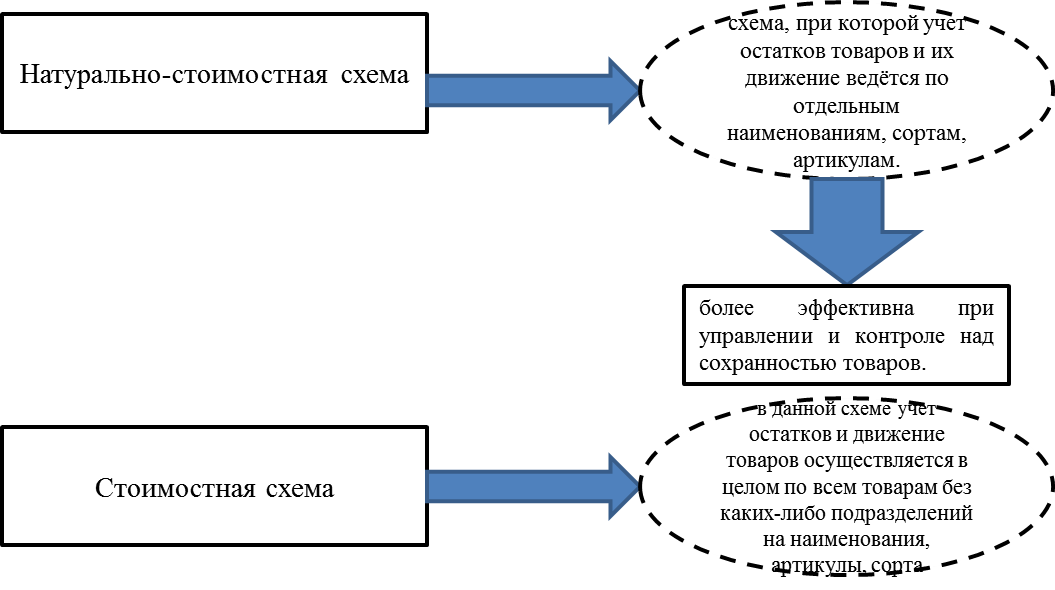 Натурально-стоимостная схема
схема, при которой учет
остатков товаров и их
движение ведётся по
отдельным
наименованиям, сортам,
артикулам.
более эффективна при
управлении и контроле над
сохранностью товаров.
Стоимостная схема
в данной схеме учет
остатков и движение
товаров осуществляется в
целом по всем товарам без
каких-либо подразделений
на наименования,
артикулы, сорта